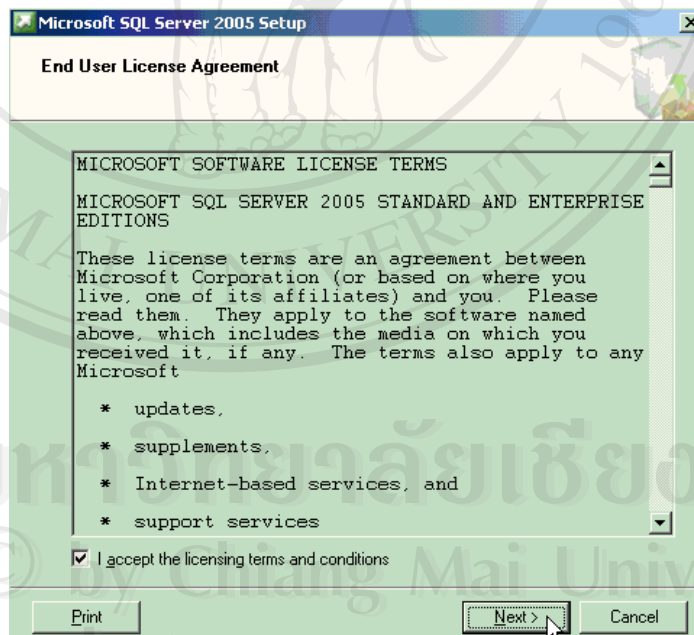 Microsoft SQL Server 2005 Setup
End User License Agreement
MICROSOFT SOFTWARE LICENSE TERMS
MICROSOFT SQL SERVER 2005 STANDARD AND ENTERPRISE
EDITIONS
These license terms are an agreement between
Microsoft Corporation (or based on where you
live, one of its affiliates) and you.  Please
read them.  They apply to the software named
above, which includes the media on which you
received it, if any.  The terms also apply to any
Microsoft
* updates,
* supplements,
* Internet-based services, and
* support services
I accept the licensing terms and conditions
Print
Next >
Cancel
by Chiang Mai